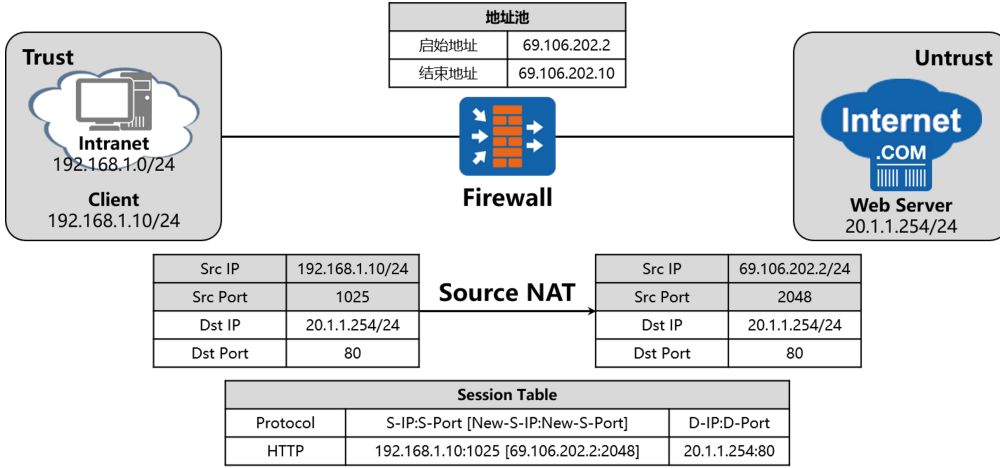 地址池
启始地址 69.106.202.2
结束地址 69.106.202.10
Trust
Intranet
192.168.1.0/24
Client
192.168.1.10/24
Firewall
Untrust
Internet
.COM
Web Server
20.1.1.254/24
Src IP 192.168.1.10/24
Src Port 1025
Dst IP 20.1.1.254/24
Dst Port 80
Source NAT
Src IP 69.106.202.2/24
Src Port 2048
Dst IP 20.1.1.254/24
Dst Port 80
Session Table
Protocol S-IP:S-Port [New-S-IP:New-S-Port] D-IP:D-Port
HTTP 192.168.1.10:1025 [69.106.202.2:2048] 20.1.1.254:80